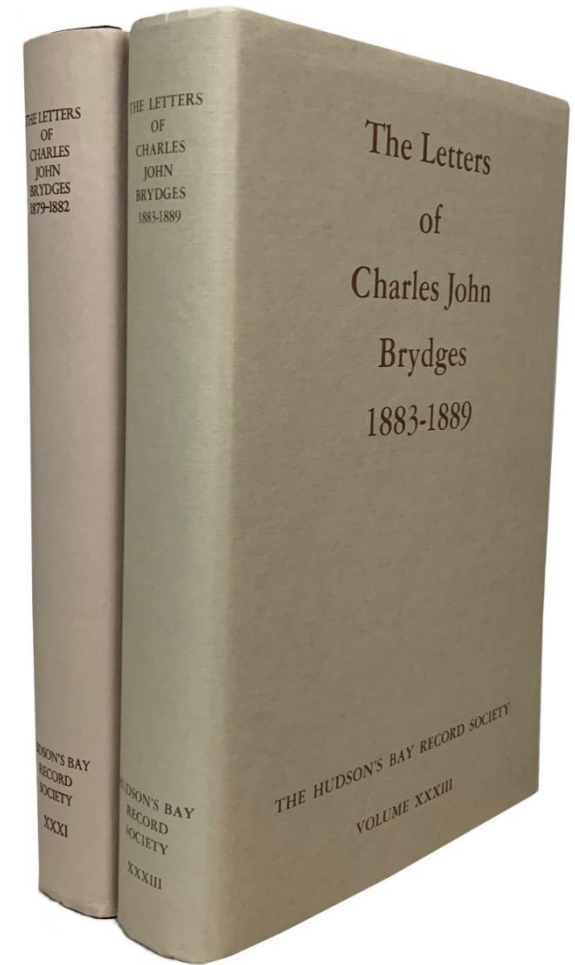 THE LETTERS
OF
CHARLES
JOHN
BRYDGES
1879-1882
HUDSON'S BAY
RECORD
SOCIETY
XXXI
THE LETTERS
OF
CHARLES
JOHN
BRYDGES
1883-1889
HUDSON'S BAY
RECORD
SOCIETY
XXXIII
The Letters
of
Charles John
Brydges
1883-1889
THE HUDSON'S BAY RECORD SOCIETY
VOLUME XXXIII